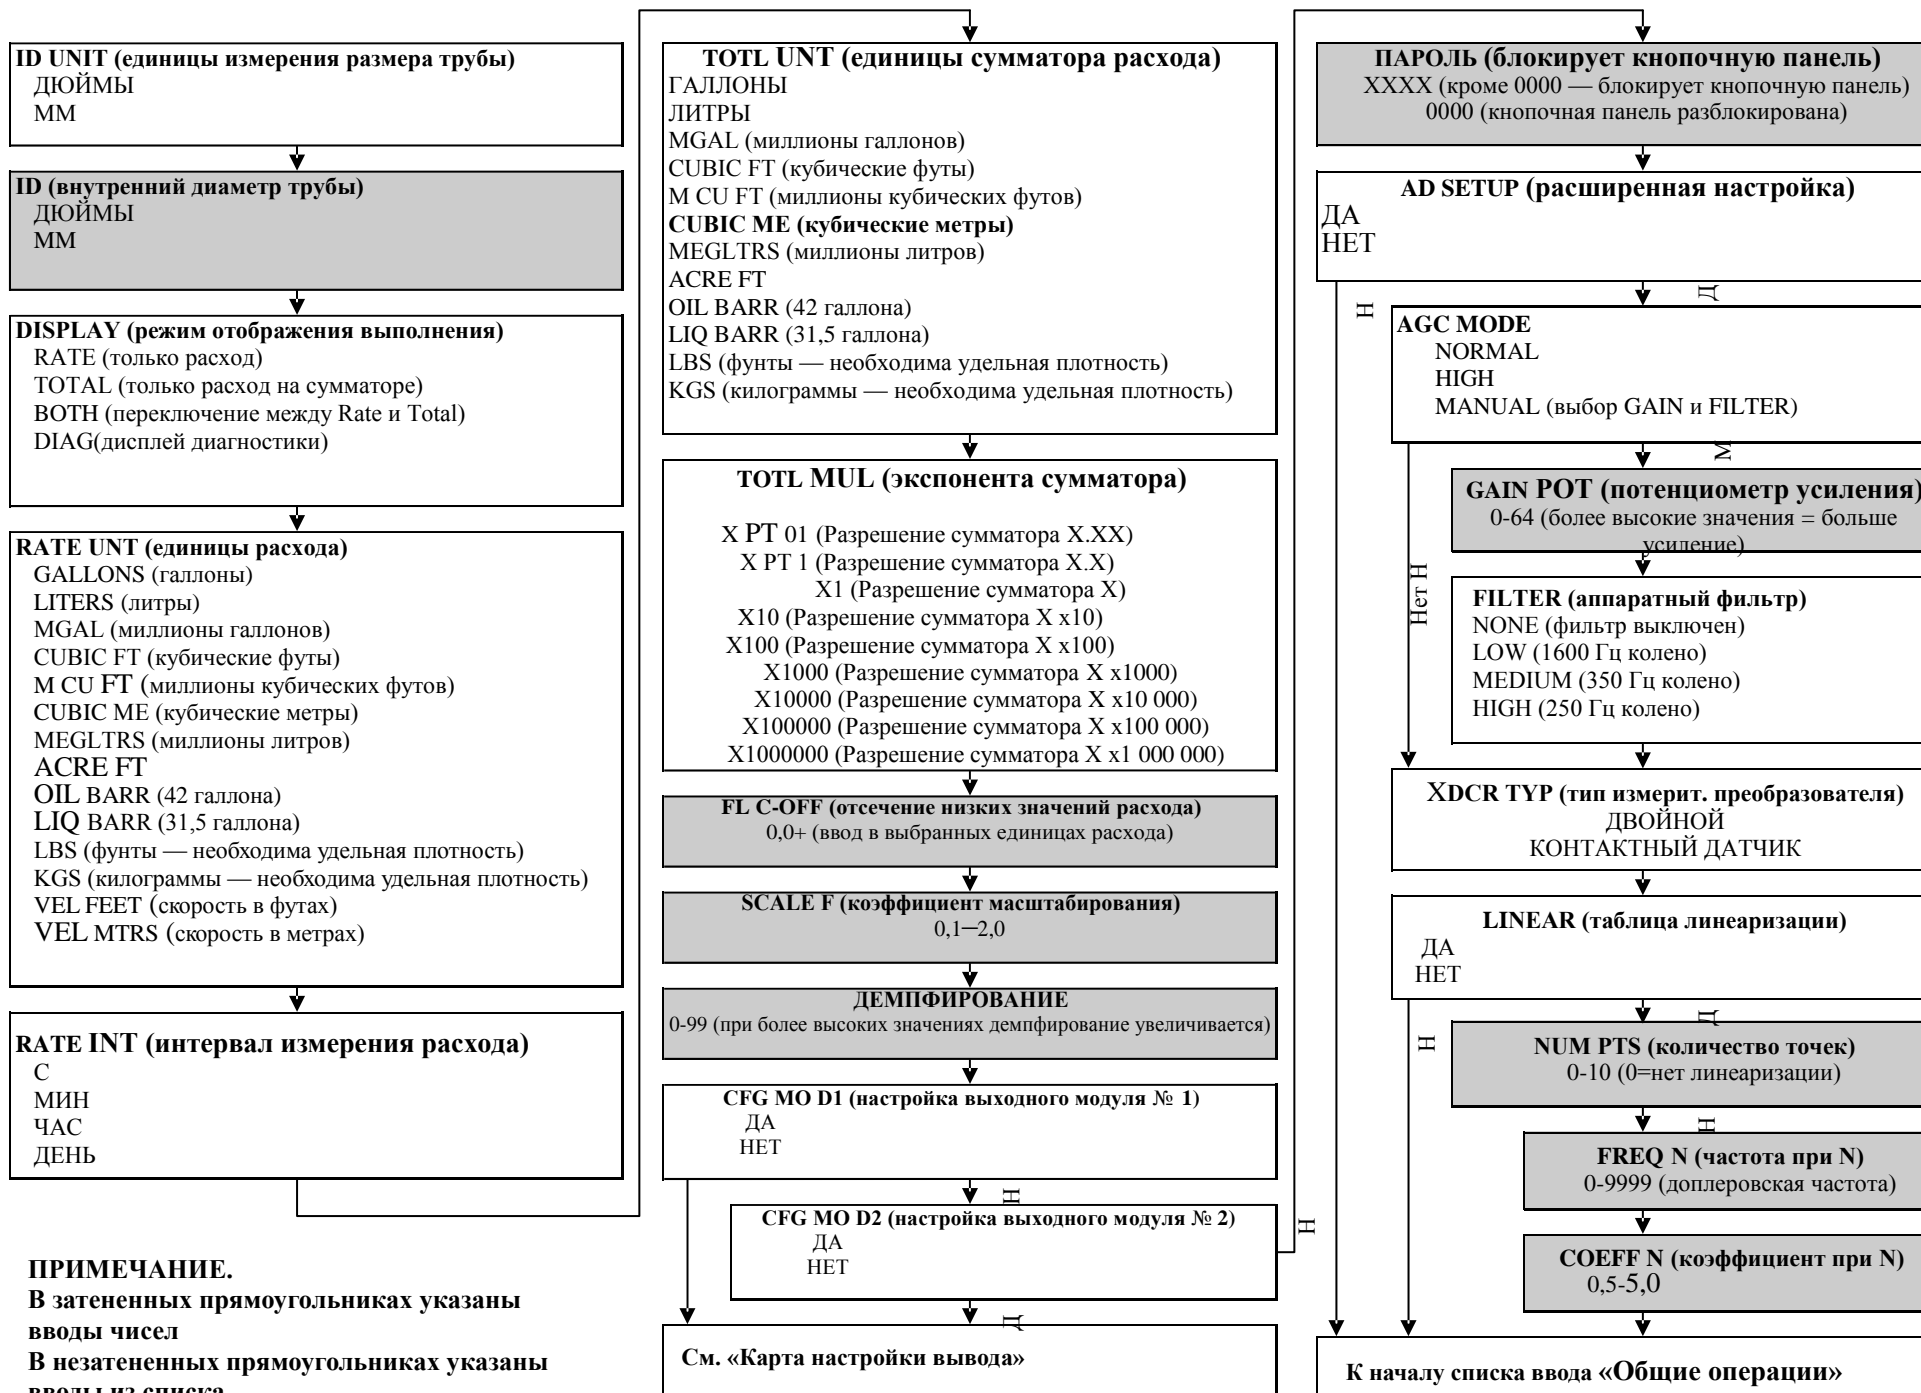 ID UNIT (единицы измерения размера трубы)
ДЮЙМЫ
ММ
ID (внутренний диаметр трубы)
ДЮЙМЫ
ММ
DISPLAY (режим отображения выполнения)
RATE (только расход)
TOTAL (только расход на сумматоре)
BOTH (переключение между Rate и Total)
DIAG(дисплей диагностики)
RATE UNT (единицы расхода)
GALLONS (галлоны)
LITERS (литры)
MGAL (миллионы галлонов)
CUBIC FT (кубические футы)
M CU FT (миллионы кубических футов)
CUBIC ME (кубические метры)
MEGLTRS (миллионы литров)
ACRE FT
OIL BARR (42 галлона)
LIQ BARR (31,5 галлона)
LBS (фунты — необходима удельная плотность)
KGS (килограммы — необходима удельная плотность)
VEL FEET (скорость в футах)
VEL MTRS (скорость в метрах)
RATE INT (интервал измерения расхода)
С
МИН
ЧАС
ДЕНЬ
ПРИМЕЧАНИЕ.
В затененных прямоугольниках указаны
вводы чисел
В незатененных прямоугольниках указаны
вводы из списка
TOTL UNT (единицы сумматора расхода)
ГАЛЛОНЫ
ЛИТРЫ
MGAL (миллионы галлонов)
CUBIC FT (кубические футы)
M CU FT (миллионы кубических футов)
CUBIC ME (кубические метры)
MEGLTRS (миллионы литров)
ACRE FT
OIL BARR (42 галлона)
LIQ BARR (31,5 галлона)
LBS (фунты — необходима удельная плотность)
KGS (килограммы — необходима удельная плотность)
TOTL MUL (экспонента сумматора)
X PT 01 (Разрешение сумматора X.XX)
X PT 1 (Разрешение сумматора X.X)
X1 (Разрешение сумматора X)
X10 (Разрешение сумматора X x10)
X100 (Разрешение сумматора X x100)
X1000 (Разрешение сумматора X x1000)
X10000 (Разрешение сумматора X x10 000)
X100000 (Разрешение сумматора X x100 000)
X1000000 (Разрешение сумматора X x1 000 000)
FL C-OFF (отсечение низких значений расхода)
0,0+ (ввод в выбранных единицах расхода)
SCALE F (коэффициент масштабирования)
0,1—2,0
ДЕМПФИРОВАНИЕ
0-99 (при более высоких значениях демпфирование увеличивается)
CFG MO D1 (настройка выходного модуля № 1)
ДА
НЕТ
Н
CFG MO D2 (настройка выходного модуля № 2)
ДА
НЕТ
Н
Д
См. «Карта настройки вывода»
ПАРОЛЬ (блокирует кнопочную панель)
XXXX (кроме 0000 — блокирует кнопочную панель)
0000 (кнопочная панель разблокирована)
AD SETUP (расширенная настройка)
ДА
НЕТ
Н
Д
AGC MODE
NORMAL
HIGH
MANUAL (выбор GAIN и FILTER)
М
Нет Н
GAIN POT (потенциометр усиления)
0-64 (более высокие значения = больше
усиление)
FILTER (аппаратный фильтр)
NONE (фильтр выключен)
LOW (1600 Гц колено)
MEDIUM (350 Гц колено)
HIGH (250 Гц колено)
XDCR TYP (тип измерит. преобразователя)
ДВОЙНОЙ
КОНТАКТНЫЙ ДАТЧИК
LINEAR (таблица линеаризации)
ДА
НЕТ
Н
Д
NUM PTS (количество точек)
0-10 (0=нет линеаризации)
Н
FREQ N (частота при N)
0-9999 (доплеровская частота)
COEFF N (коэффициент при N)
0,5-5,0
К началу списка ввода «Общие операции»